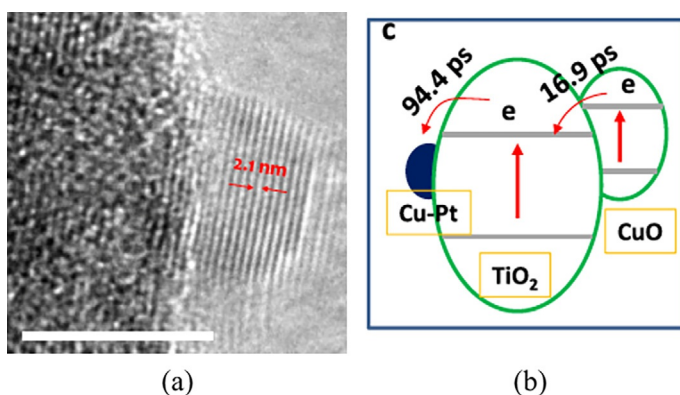 2.1 nm
c
94.4 ps
16.9 ps
e
e
Cu-Pt
TiO₂
CuO
(a)
(b)